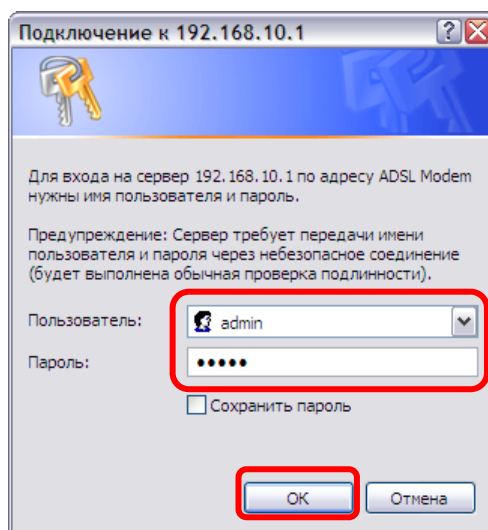 Подключение к 192.168.10.1
Для входа на сервер 192.168.10.1 по адресу ADSL Modem
нужны имя пользователя и пароль.
Предупреждение: Сервер требует передачи имени
пользователя и пароля через небезопасное соединение
(будет выполнена обычная проверка подлинности).
Пользователь: admin
Пароль: •••••
Сохранить пароль
OK Отмена